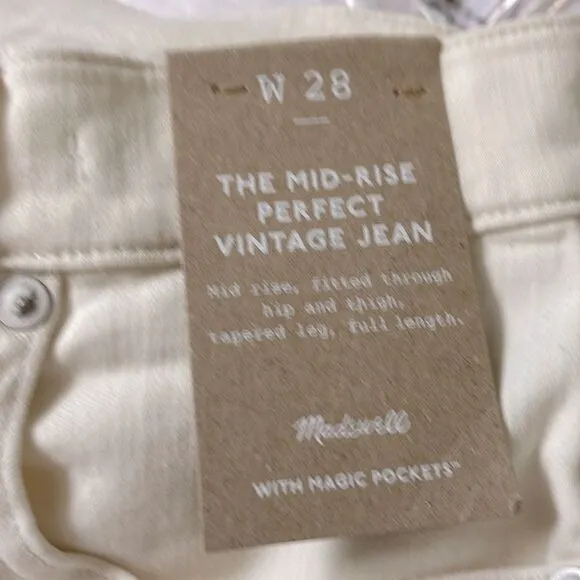 W 28
THE MID-RISE
PERFECT
VINTAGE JEAN
Mid rise, fitted through
hip and thigh,
tapered leg, full length.
Madewell
WITH MAGIC POCKETS™